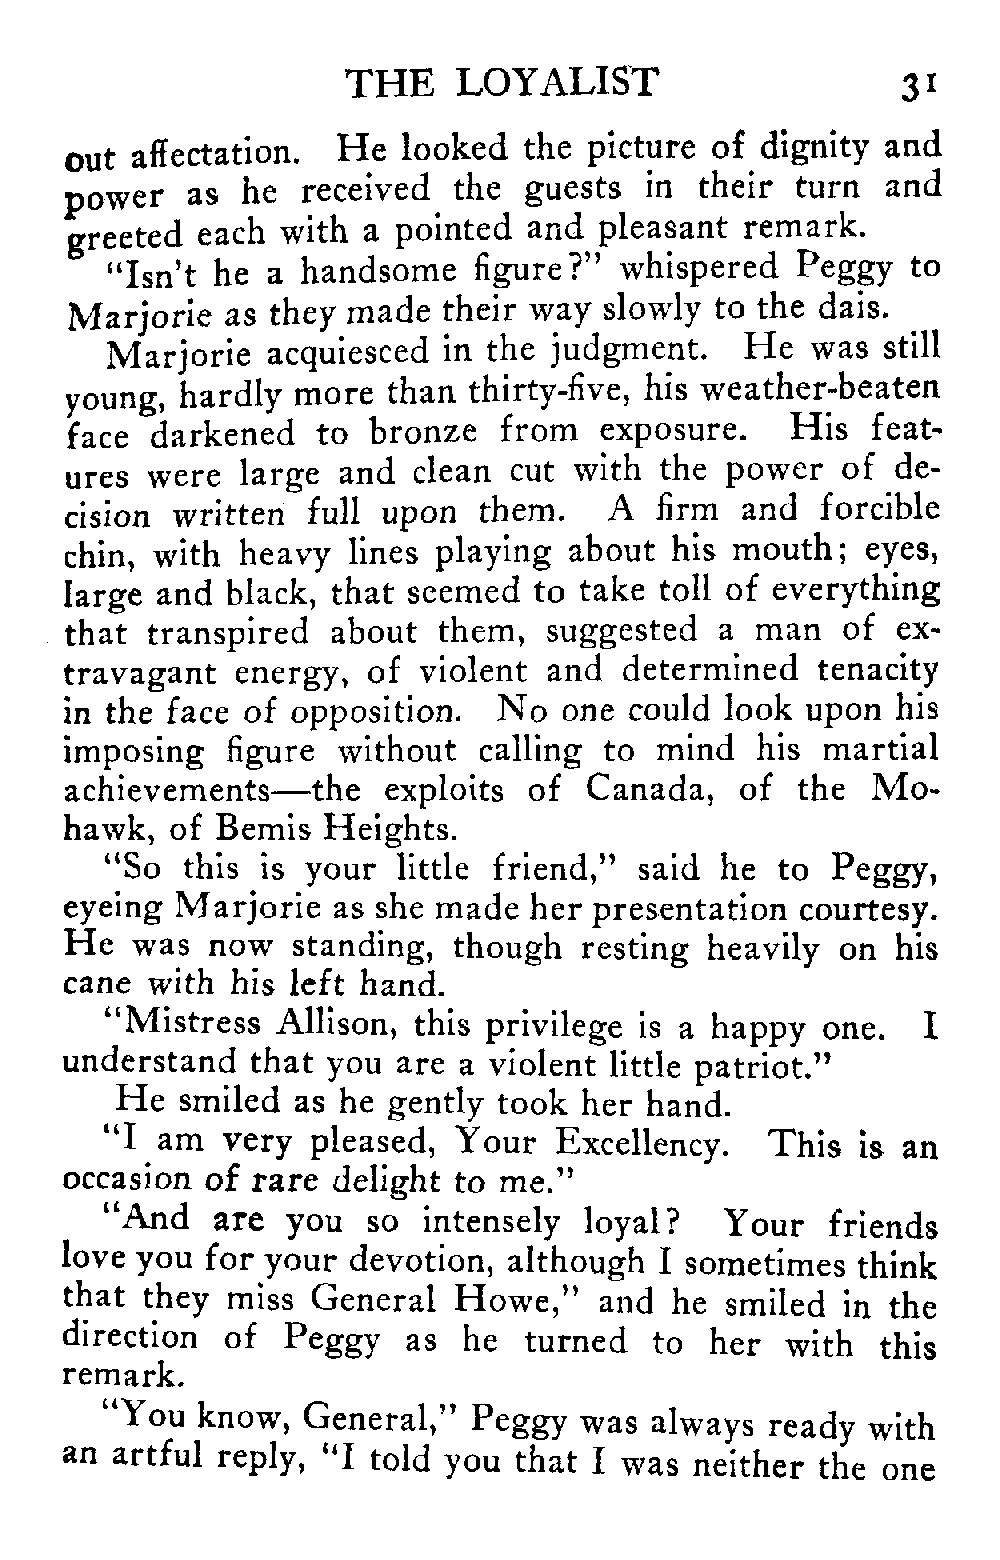 THE LOYALIST 31
out affectation. He looked the picture of dignity and
power as he received the guests in their turn and
greeted each with a pointed and pleasant remark.
"Isn't he a handsome figure?" whispered Peggy to
Marjorie as they made their way slowly to the dais.
Marjorie acquiesced in the judgment. He was still
young, hardly more than thirty-five, his weather-beaten
face darkened to bronze from exposure. His feat-
ures were large and clean cut with the power of de-
cision written full upon them. A firm and forcible
chin, with heavy lines playing about his mouth; eyes,
large and black, that seemed to take toll of everything
that transpired about them, suggested a man of ex-
travagant energy, of violent and determined tenacity
in the face of opposition. No one could look upon his
imposing figure without calling to mind his martial
achievements—the exploits of Canada, of the Mo-
hawk, of Bemis Heights.
"So this is your little friend," said he to Peggy,
eyeing Marjorie as she made her presentation courtesy.
He was now standing, though resting heavily on his
cane with his left hand.
"Mistress Allison, this privilege is a happy one. I
understand that you are a violent little patriot."
He smiled as he gently took her hand.
"I am very pleased, Your Excellency. This is an
occasion of rare delight to me."
"And are you so intensely loyal? Your friends
love you for your devotion, although I sometimes think
that they miss General Howe," and he smiled in the
direction of Peggy as he turned to her with this
remark.
"You know, General," Peggy was always ready with
an artful reply, "I told you that I was neither the one